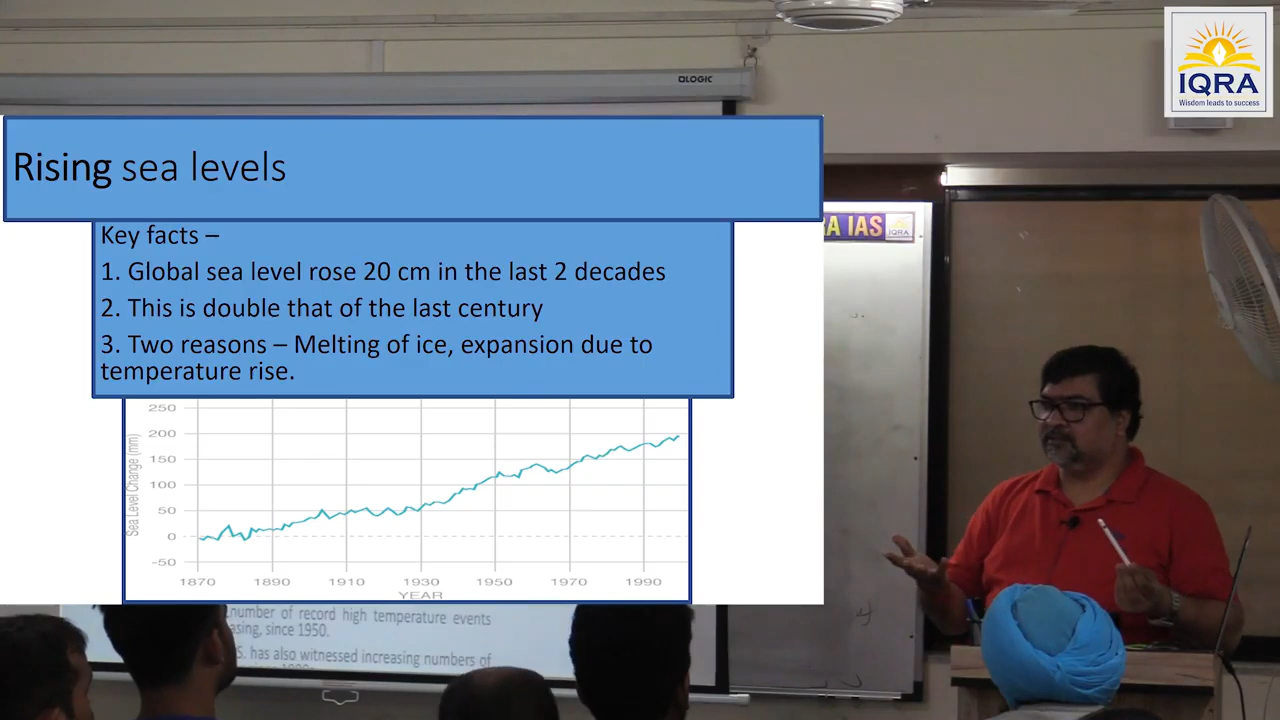 LOGIC
IQRA
Wisdom leads to success
Rising sea levels
A IAS
IQRA
Key facts –
1. Global sea level rose 20 cm in the last 2 decades
2. This is double that of the last century
3. Two reasons – Melting of ice, expansion due to
temperature rise.
Sea Level Change (mm)
250
200
150
100
50
0
-50
1870 1890 1910 1930 1950 1970 1990
YEAR
number of record high temperature events
asing, since 1950.
S. has also witnessed increasing numbers of